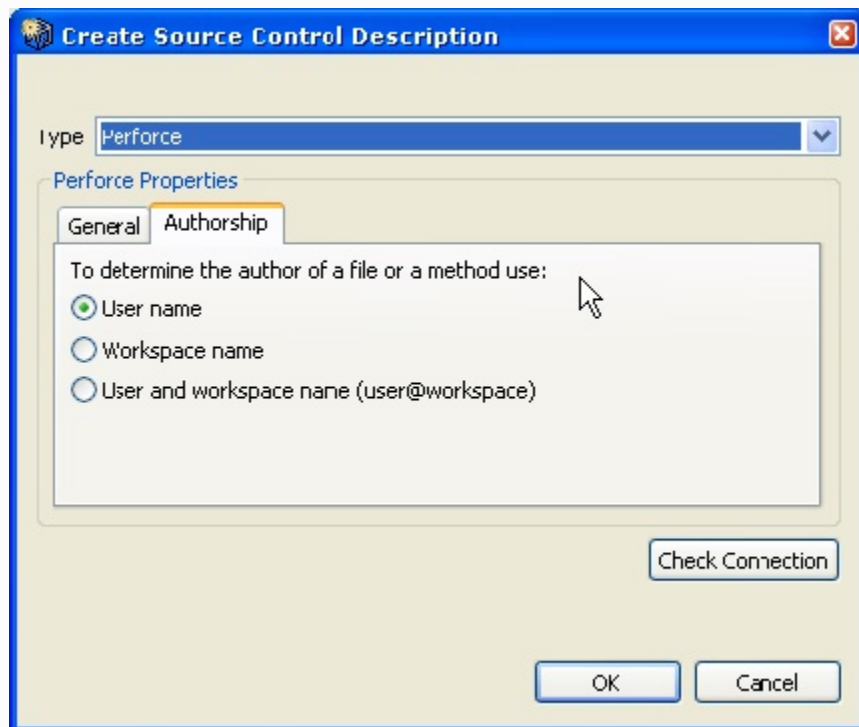 Create Source Control Description
Type Perforce
Perforce Properties
General Authorship
To determine the author of a file or a method use:
User name
Workspace name
User and workspace name (user@workspace)
Check Connection
OK Cancel